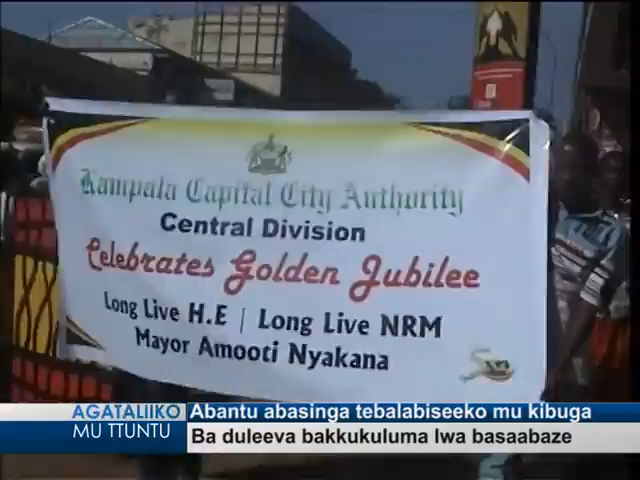 Kampala Capital City Authority
Central Division
Celebrates Golden Jubilee
Long Live H.E | Long Live NRM
Mayor Amooti Nyakana
AGATALIIKO
MU TTUNTU
Abantu abasinga tebalabiseeko mu kibuga
Ba duleeva bakkukuluma lwa basaabaze